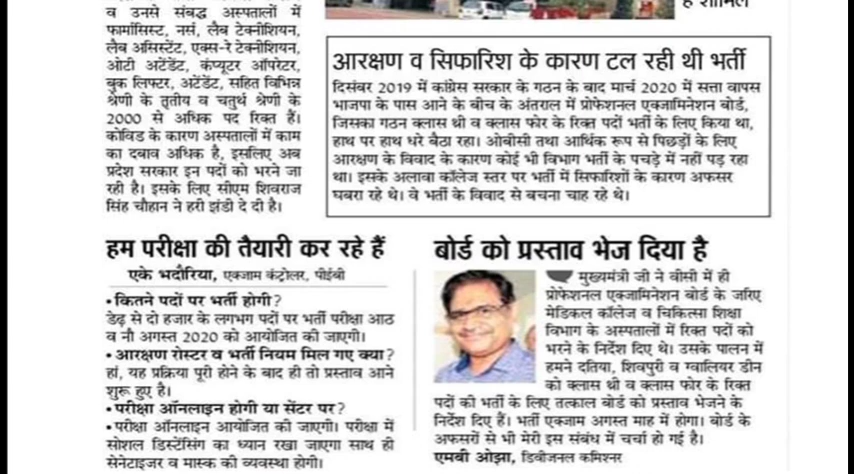 व उनसे संबद्ध अस्पतालों में
फार्मासिस्ट, नर्स, लैब टेक्नीशियन,
लैब असिस्टेंट, एक्स-रे टेक्नीशियन,
ओटी अटेंडेंट, कंप्यूटर ऑपरेटर,
बुक लिफ्टर, अटेंडेंट, सहित विभिन्न
श्रेणी के तृतीय व चतुर्थ श्रेणी के
2000 से अधिक पद रिक्त हैं।
कोविड के कारण अस्पतालों में काम
का दबाव अधिक है, इसलिए अब
प्रदेश सरकार इन पदों को भरने जा
रही है। इसके लिए सीएम शिवराज
सिंह चौहान ने हरी झंडी दे दी है।
है शामिल
आरक्षण व सिफारिश के कारण टल रही थी भर्ती
दिसंबर 2019 में कांग्रेस सरकार के गठन के बाद मार्च 2020 में सत्ता वापस
भाजपा के पास आने के बीच के अंतराल में प्रोफेशनल एक्जामिनेशन बोर्ड,
जिसका गठन क्लास थ्री व क्लास फोर के रिक्त पदों भर्ती के लिए किया था,
हाथ पर हाथ धरे बैठा रहा। ओबीसी तथा आर्थिक रूप से पिछड़ों के लिए
आरक्षण के विवाद के कारण कोई भी विभाग भर्ती के पचड़े में नहीं पड़ रहा
था। इसके अलावा कॉलेज स्तर पर भर्ती में सिफारिशों के कारण अफसर
घबरा रहे थे। वे भर्ती के विवाद से बचना चाह रहे थे।
हम परीक्षा की तैयारी कर रहे हैं
एके भदौरिया, एक्जाम कंट्रोलर, पीईबी
• कितने पदों पर भर्ती होगी?
डेढ़ से दो हजार के लगभग पदों पर भर्ती परीक्षा आठ
व नौ अगस्त 2020 को आयोजित की जाएगी।
• आरक्षण रोस्टर व भर्ती नियम मिल गए क्या?
हां, यह प्रक्रिया पूरी होने के बाद ही तो प्रस्ताव आने
शुरू हुए है।
• परीक्षा ऑनलाइन होगी या सेंटर पर?
• परीक्षा ऑनलाइन आयोजित की जाएगी। परीक्षा में
सोशल डिस्टेंसिंग का ध्यान रखा जाएगा साथ ही
सेनेटाइजर व मास्क की व्यवस्था होगी।
बोर्ड को प्रस्ताव भेज दिया है
मुख्यमंत्री जी ने वीसी में ही
प्रोफेशनल एक्जामिनेशन बोर्ड के जरिए
मेडिकल कॉलेज व चिकित्सा शिक्षा
विभाग के अस्पतालों में रिक्त पदों को
भरने के निर्देश दिए थे। उसके पालन में
हमने दतिया, शिवपुरी व ग्वालियर डीन
को क्लास थ्री व क्लास फोर के रिक्त
पदों की भर्ती के लिए तत्काल बोर्ड को प्रस्ताव भेजने के
निर्देश दिए हैं। भर्ती एक्जाम अगस्त माह में होगा। बोर्ड के
अफसरों से भी मेरी इस संबंध में चर्चा हो गई है।
एमबी ओझा, डिवीजनल कमिश्नर